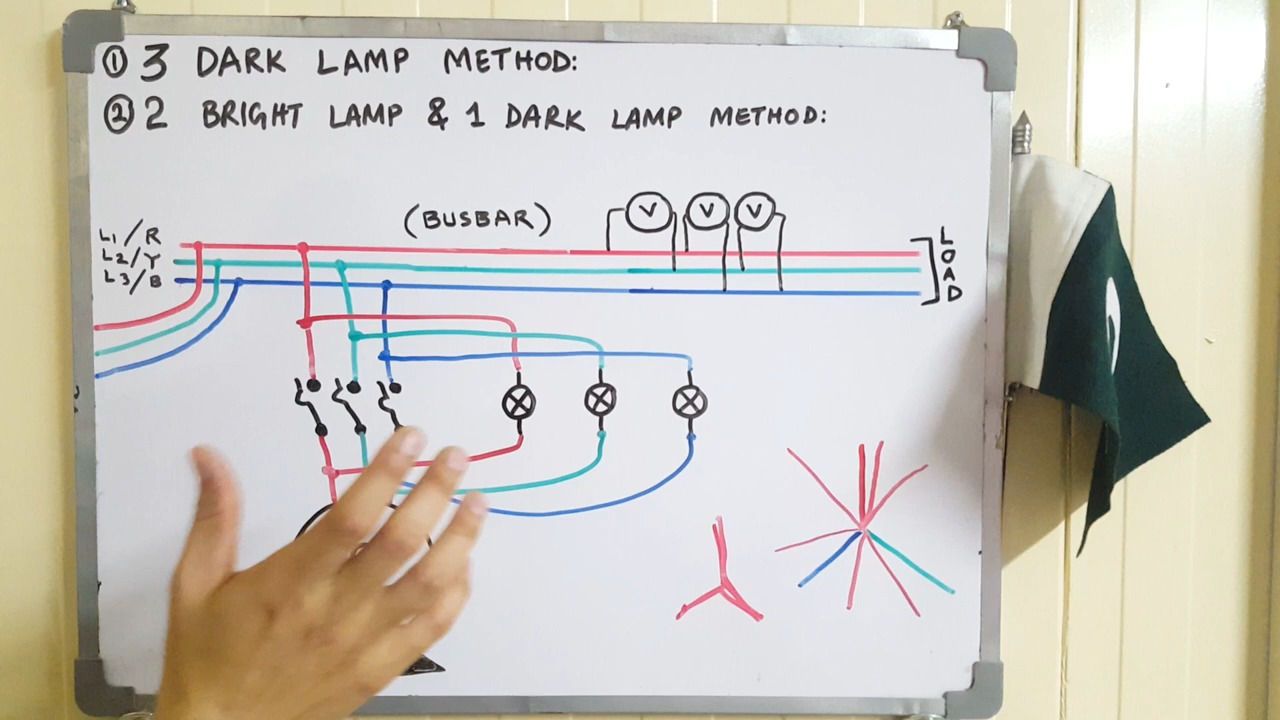 ① 3 DARK LAMP METHOD:
② 2 BRIGHT LAMP & 1 DARK LAMP METHOD:
(BUSBAR)
V V V
L1/R
L2/Y
L3/B
LOAD